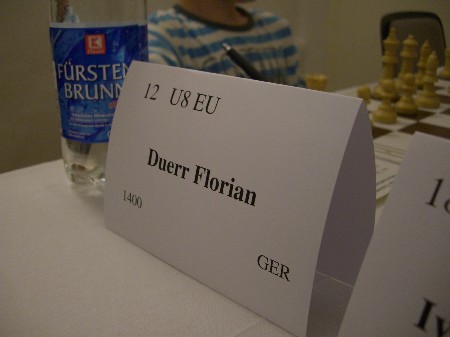 FÜRSTEN
BRUNN
12 U8 EU
Duerr Florian
1400
GER